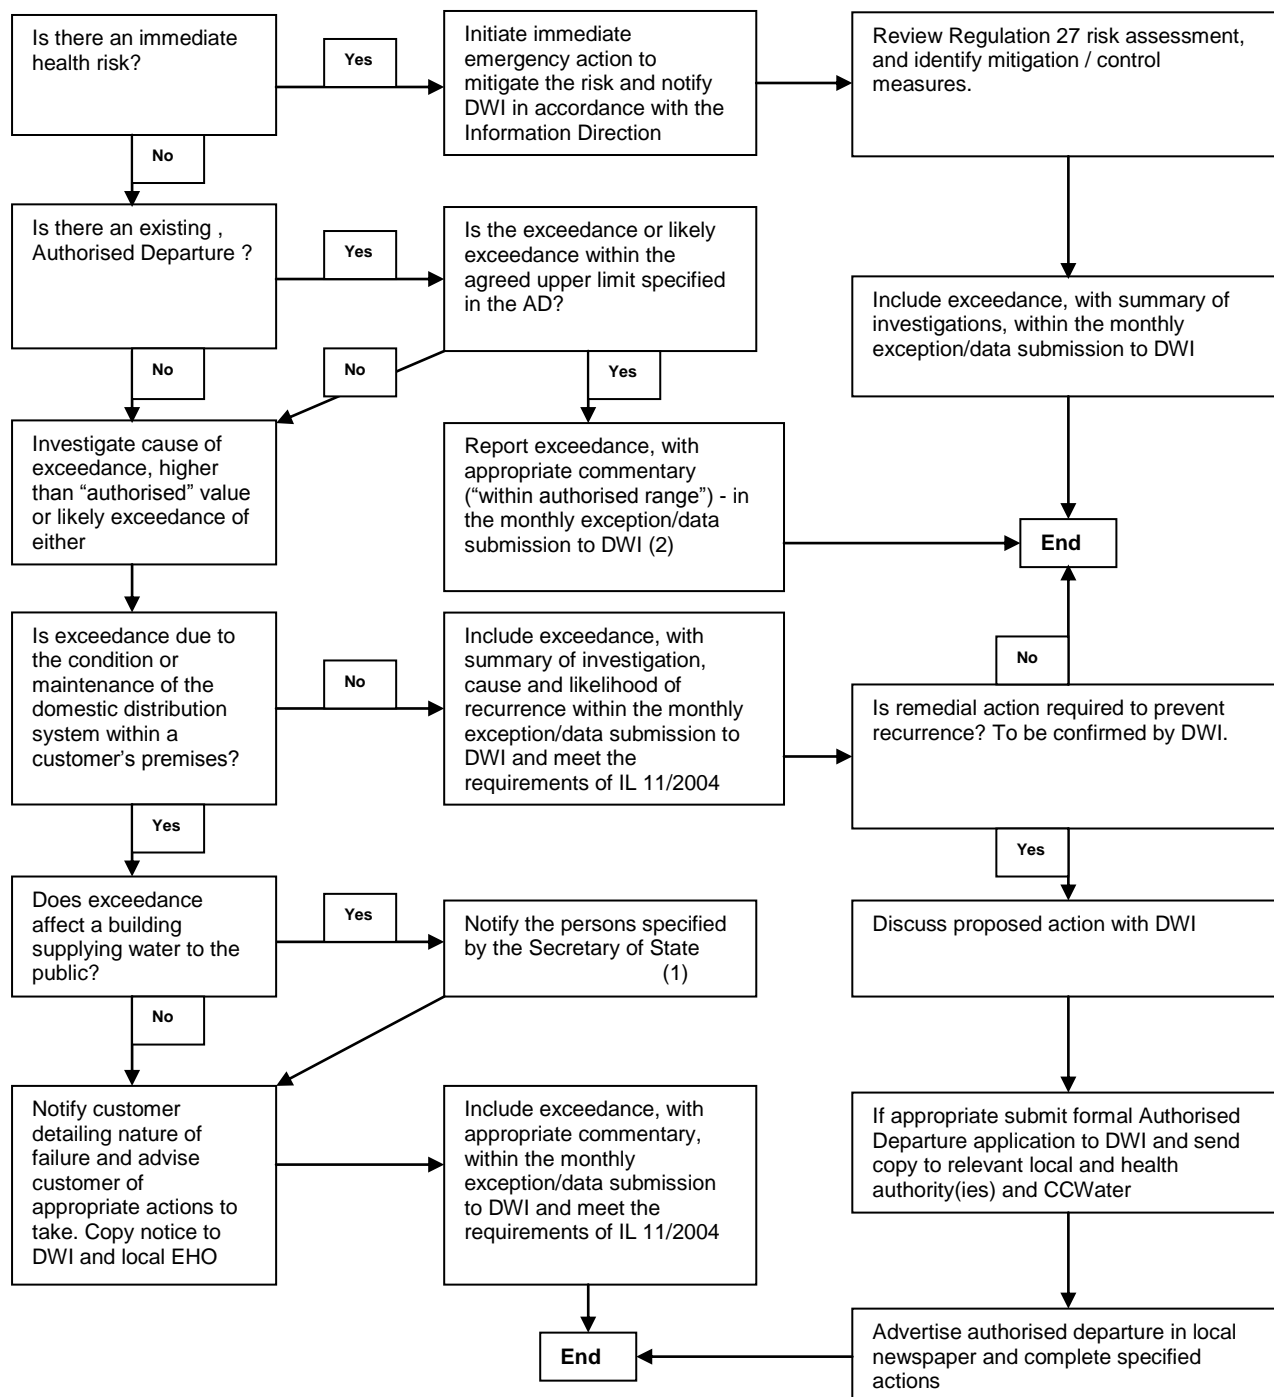 Is there an immediate
health risk?
Yes
Initiate immediate
emergency action to
mitigate the risk and notify
DWI in accordance with the
Information Direction
Review Regulation 27 risk assessment,
and identify mitigation / control
measures.
No
Is there an existing ,
Authorised Departure ?
Yes
Is the exceedance or likely
exceedance within the
agreed upper limit specified
in the AD?
Include exceedance, with summary of
investigations, within the monthly
exception/data submission to DWI
No
No
Yes
Investigate cause of
exceedance, higher
than “authorised” value
or likely exceedance of
either
Report exceedance, with
appropriate commentary
(“within authorised range”) - in
the monthly exception/data
submission to DWI (2)
End
Is exceedance due to
the condition or
maintenance of the
domestic distribution
system within a
customer’s premises?
No
Include exceedance, with
summary of investigation,
cause and likelihood of
recurrence within the monthly
exception/data submission to
DWI and meet the
requirements of IL 11/2004
No
Is remedial action required to prevent
recurrence? To be confirmed by DWI.
Yes
Yes
Does exceedance
affect a building
supplying water to the
public?
Yes
Notify the persons specified
by the Secretary of State
(1)
Discuss proposed action with DWI
No
Notify customer
detailing nature of
failure and advise
customer of
appropriate actions to
take. Copy notice to
DWI and local EHO
Include exceedance, with
appropriate commentary,
within the monthly
exception/data submission
to DWI and meet the
requirements of IL 11/2004
If appropriate submit formal Authorised
Departure application to DWI and send
copy to relevant local and health
authority(ies) and CCWater
End
Advertise authorised departure in local
newspaper and complete specified
actions